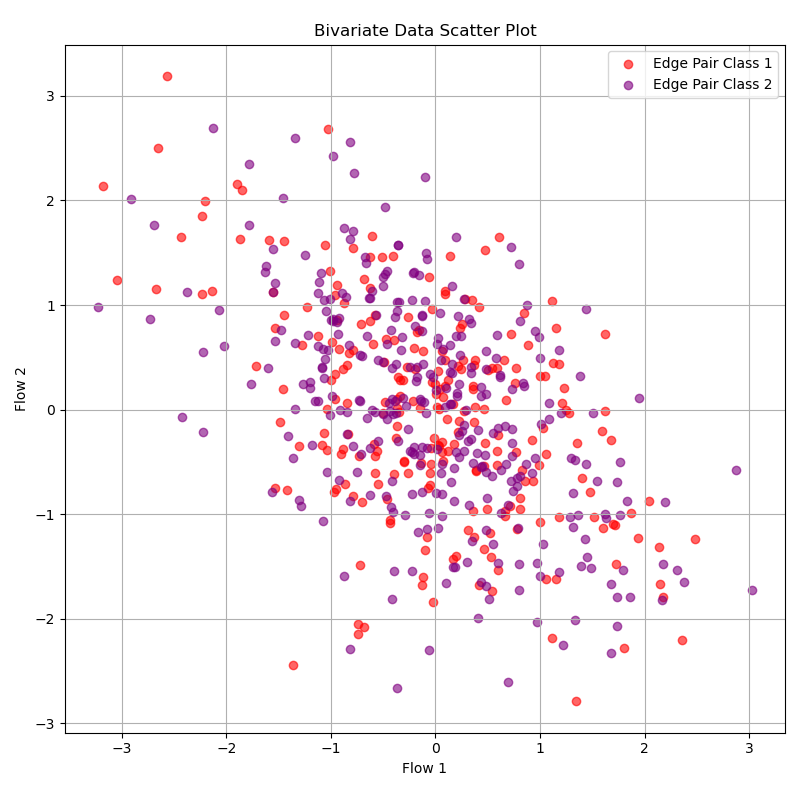 Bivariate Data Scatter Plot
Edge Pair Class 1
Edge Pair Class 2
3
2
1
0
−1
−2
−3
Flow 2
−3 −2 −1 0 1 2 3
Flow 1